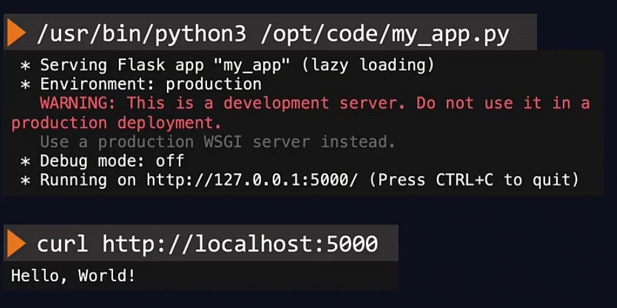 /usr/bin/python3 /opt/code/my_app.py
* Serving Flask app "my_app" (lazy loading)
* Environment: production
WARNING: This is a development server. Do not use it in a
production deployment.
Use a production WSGI server instead.
* Debug mode: off
* Running on http://127.0.0.1:5000/ (Press CTRL+C to quit)
curl http://localhost:5000
Hello, World!